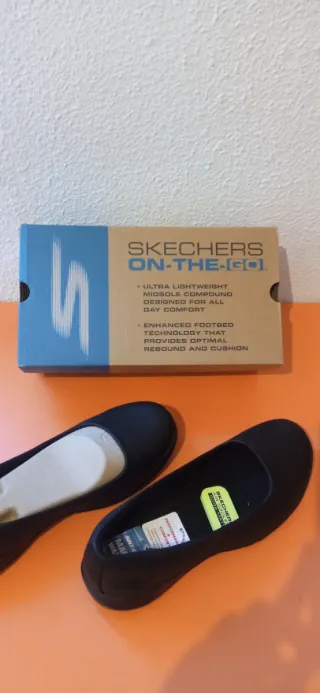 SKECHERS
ON-THE-GO.
• ULTRA LIGHTWEIGHT
MIDSOLE COMPOUND
DESIGNED FOR ALL
DAY COMFORT
• ENHANCED FOOTBED
TECHNOLOGY THAT
PROVIDES OPTIMAL
REBOUND AND CUSHION
SKECHERS